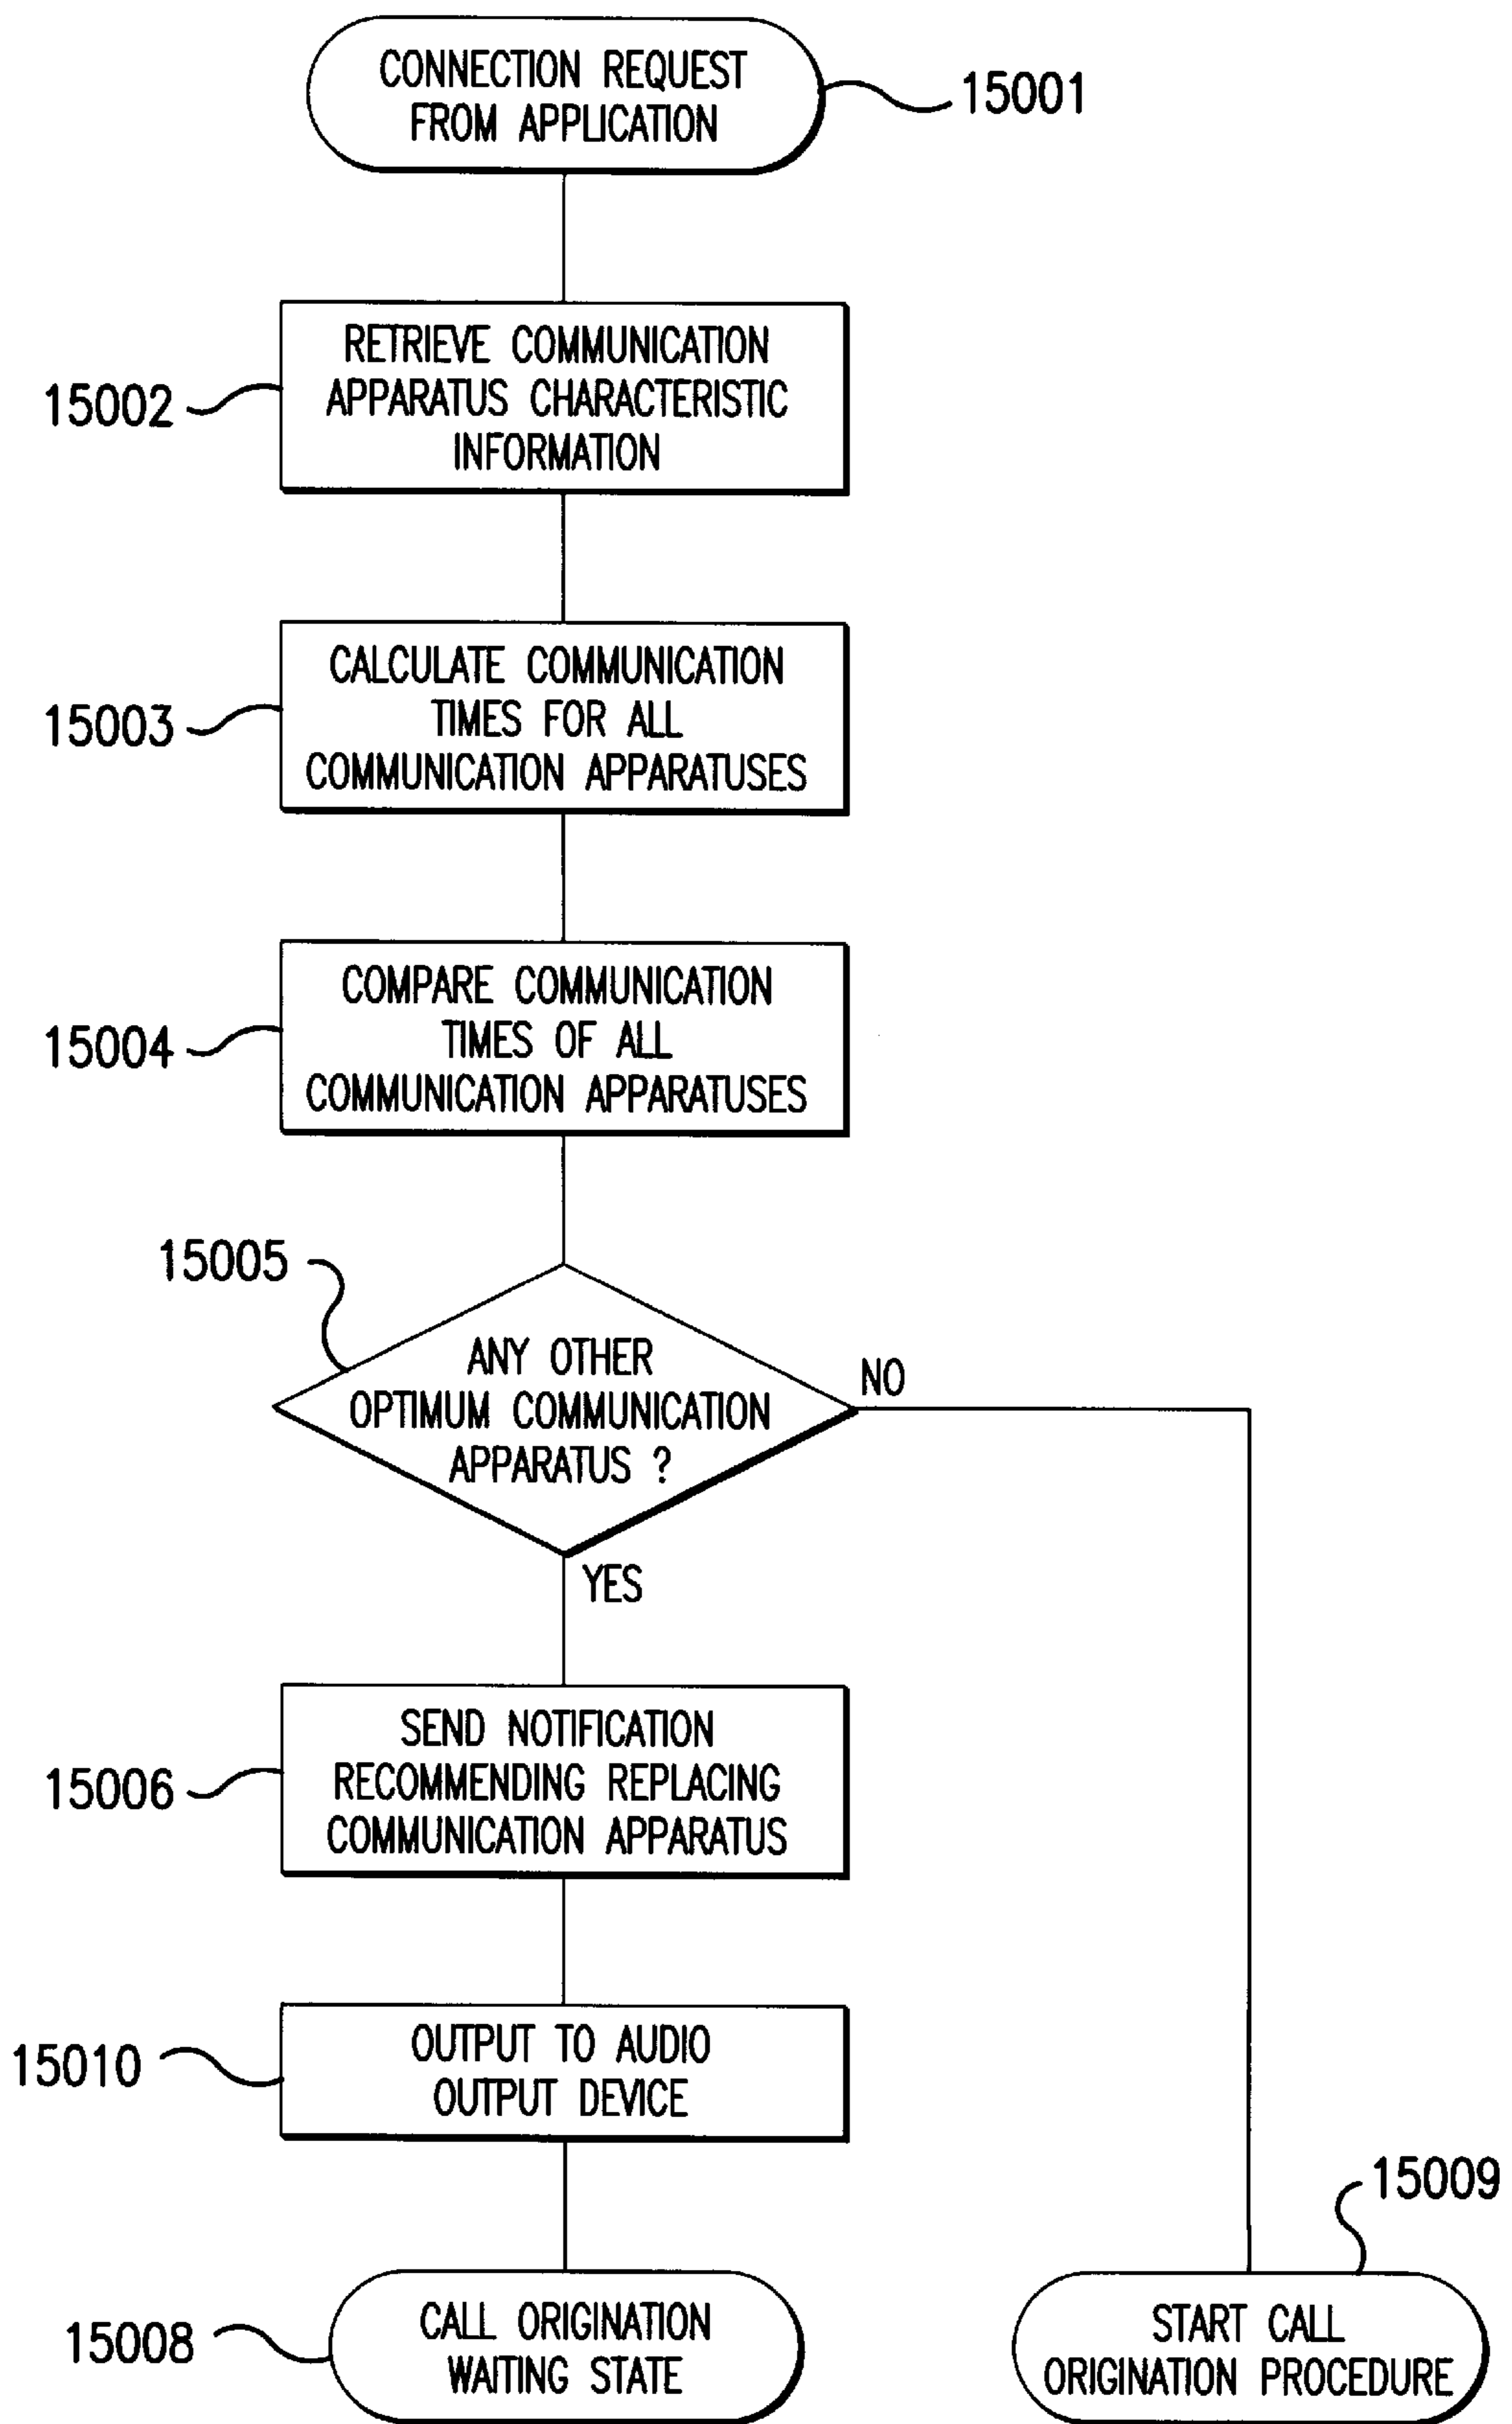 CONNECTION REQUEST
FROM APPLICATION
15001
RETRIEVE COMMUNICATION
APPARATUS CHARACTERISTIC
INFORMATION
15002
CALCULATE COMMUNICATION
TIMES FOR ALL
COMMUNICATION APPARATUSES
15003
COMPARE COMMUNICATION
TIMES OF ALL
COMMUNICATION APPARATUSES
15004
15005
ANY OTHER
OPTIMUM COMMUNICATION
APPARATUS ?
NO
YES
SEND NOTIFICATION
RECOMMENDING REPLACING
COMMUNICATION APPARATUS
15006
OUTPUT TO AUDIO
OUTPUT DEVICE
15010
15009
CALL ORIGINATION
WAITING STATE
15008
START CALL
ORIGINATION PROCEDURE